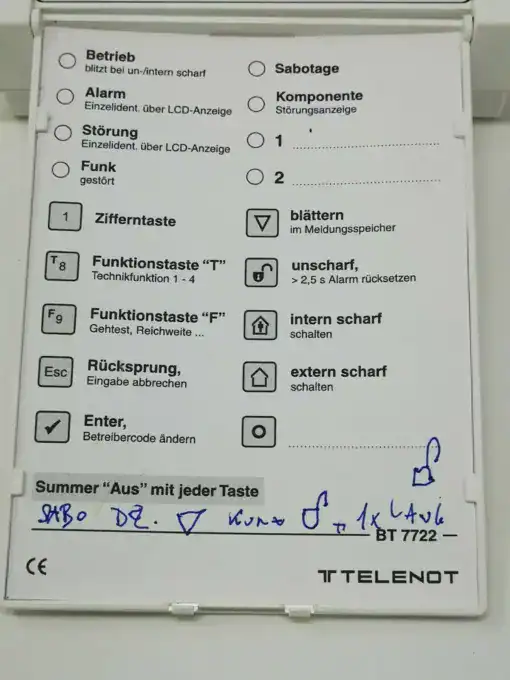 Betrieb
blitzt bei un-/intern scharf
Alarm
Einzelident. über LCD-Anzeige
Störung
Einzelident. über LCD-Anzeige
Funk
gestört
Sabotage
Komponente
Störungsanzeige
1
2
1 Zifferntaste
T8 Funktionstaste “T”
Technikfunktion 1 - 4
F9 Funktionstaste “F”
Gehtest, Reichweite ...
Esc Rücksprung,
Eingabe abbrechen
Enter,
Betreibercode ändern
blättern
im Meldungsspeicher
unscharf,
> 2,5 s Alarm rücksetzen
intern scharf
schalten
extern scharf
schalten
Summer “Aus” mit jeder Taste
SABO 1x
BT 7722
CE
TELENOT